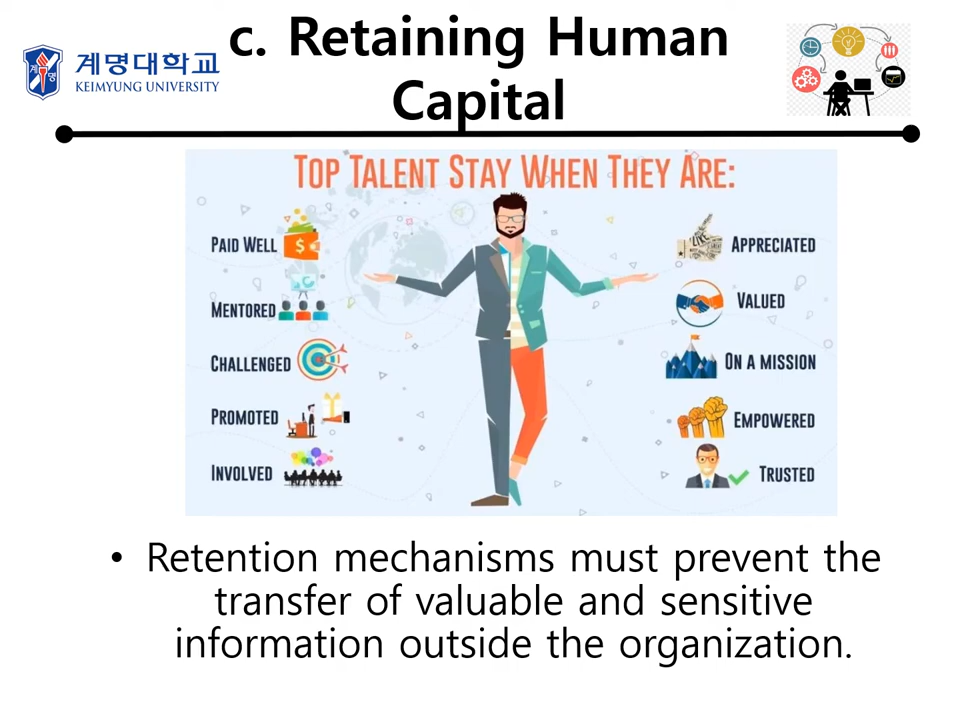 c. Retaining Human
Capital
계명대학교
KEIMYUNG UNIVERSITY
TOP TALENT STAY WHEN THEY ARE:
PAID WELL
MENTORED
CHALLENGED
PROMOTED
INVOLVED
APPRECIATED
VALUED
ON A MISSION
EMPOWERED
TRUSTED
• Retention mechanisms must prevent the
transfer of valuable and sensitive
information outside the organization.